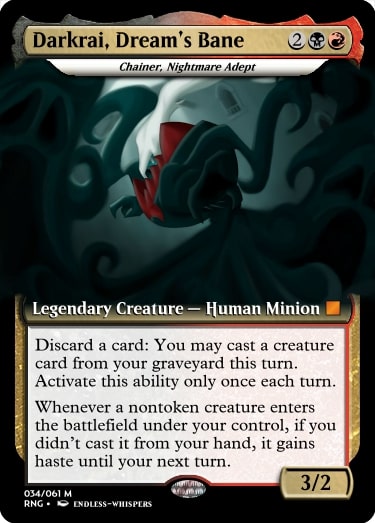 Darkrai, Dream's Bane 2
Chainer, Nightmare Adept
Legendary Creature — Human Minion
Discard a card: You may cast a creature
card from your graveyard this turn.
Activate this ability only once each turn.
Whenever a nontoken creature enters
the battlefield under your control, if you
didn't cast it from your hand, it gains
haste until your next turn.
3/2
034/061 M
RNG • ENDLESS-WHISPERS